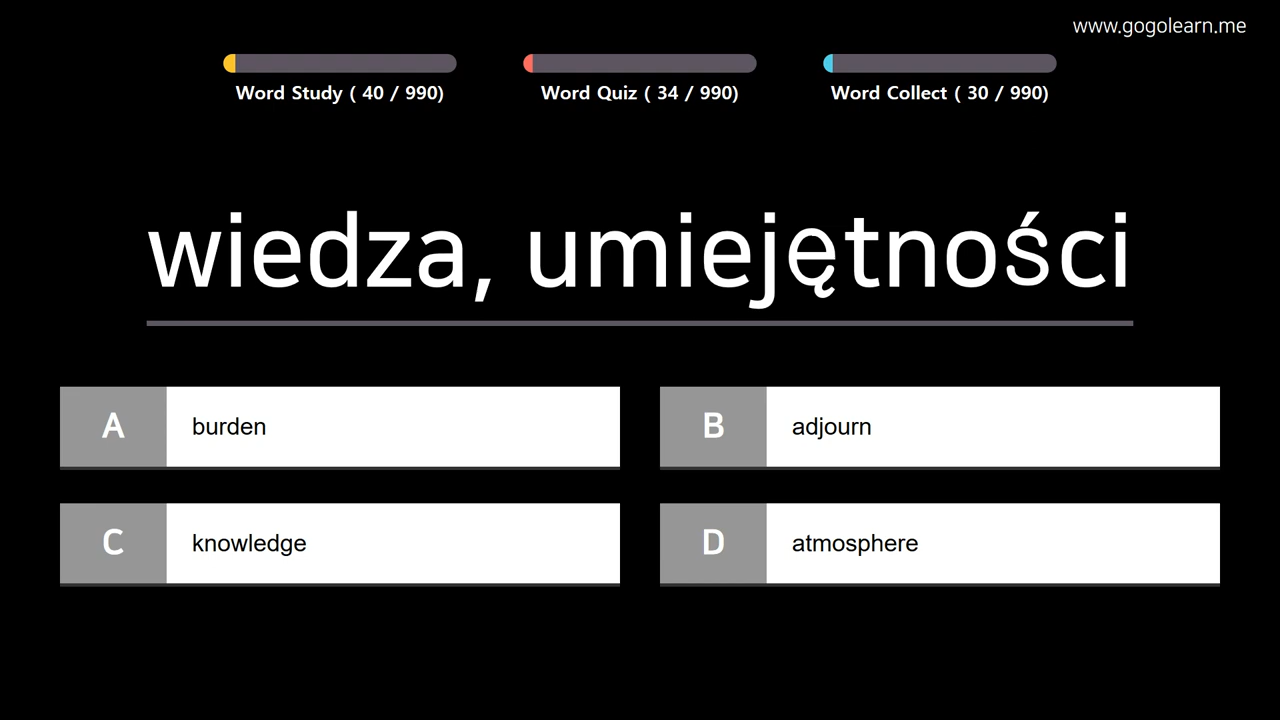 www.gogolearn.me
Word Study ( 40 / 990)
Word Quiz ( 34 / 990)
Word Collect ( 30 / 990)
wiedza, umiejętności
A burden
B adjourn
C knowledge
D atmosphere